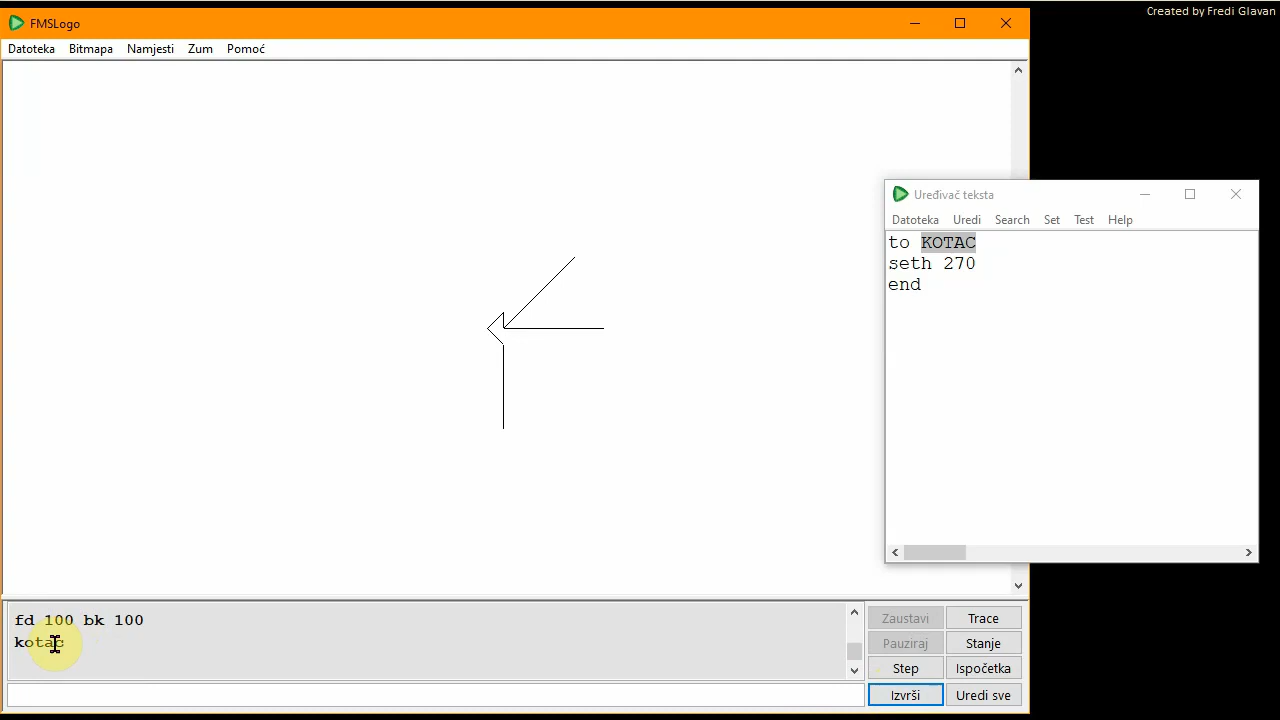 Created by Fredi Glavan
FMSLogo
Datoteka Bitmapa Namjesti Zum Pomoć
Uređivač teksta
Datoteka Uredi Search Set Test Help
to KOTAC
seth 270
end
fd 100 bk 100
kotac
Zaustavi Trace
Pauziraj Stanje
Step Ispočetka
Izvrši Uredi sve